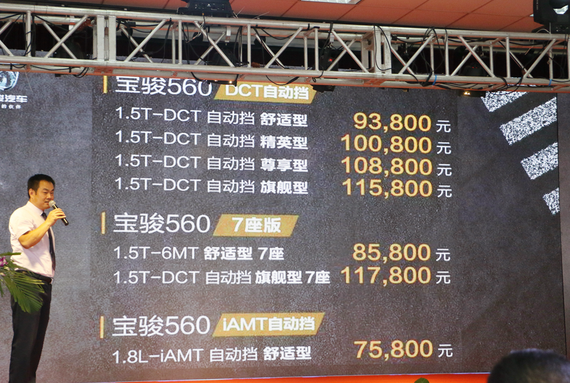 汽车
宝骏560 DCT自动挡
1.5T-DCT 自动挡 舒适型 93,800 元
1.5T-DCT 自动挡 精英型 100,800 元
1.5T-DCT 自动挡 尊享型 108,800 元
1.5T-DCT 自动挡 旗舰型 115,800 元
宝骏560 7座版
1.5T-6MT 舒适型 7座 85,800 元
1.5T-DCT 自动挡 旗舰型 7座 117,800 元
宝骏560 iAMT自动挡
1.8L-iAMT 自动挡 舒适型 75,800 元